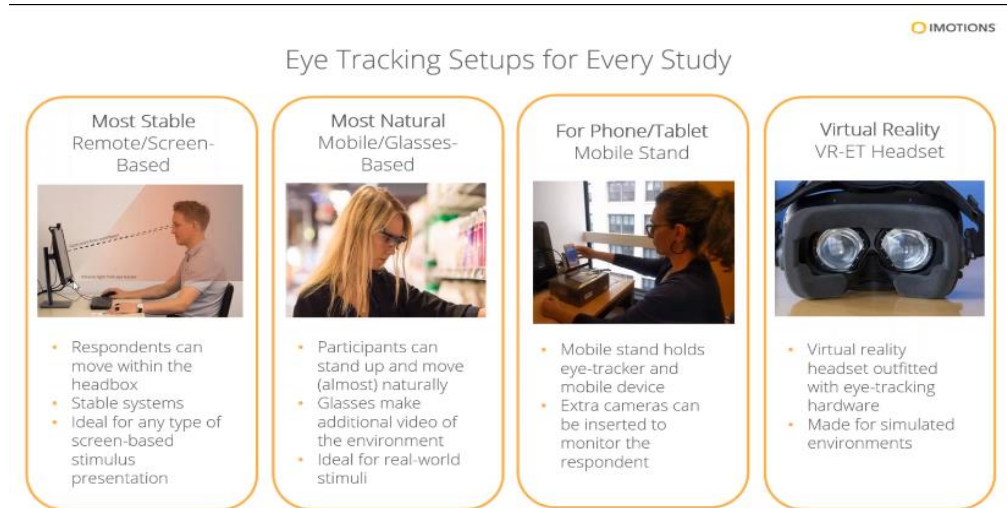 IMOTIONS
Eye Tracking Setups for Every Study
Most Stable
Remote/Screen-
Based
• Respondents can
move within the
headbox
• Stable systems
• Ideal for any type of
screen-based
stimulus
presentation
Most Natural
Mobile/Glasses-
Based
• Participants can
stand up and move
(almost) naturally
• Glasses make
additional video of
the environment
• Ideal for real-world
stimuli
For Phone/Tablet
Mobile Stand
• Mobile stand holds
eye-tracker and
mobile device
• Extra cameras can
be inserted to
monitor the
respondent
Virtual Reality
VR-ET Headset
• Virtual reality
headset outfitted
with eye-tracking
hardware
• Made for simulated
environments